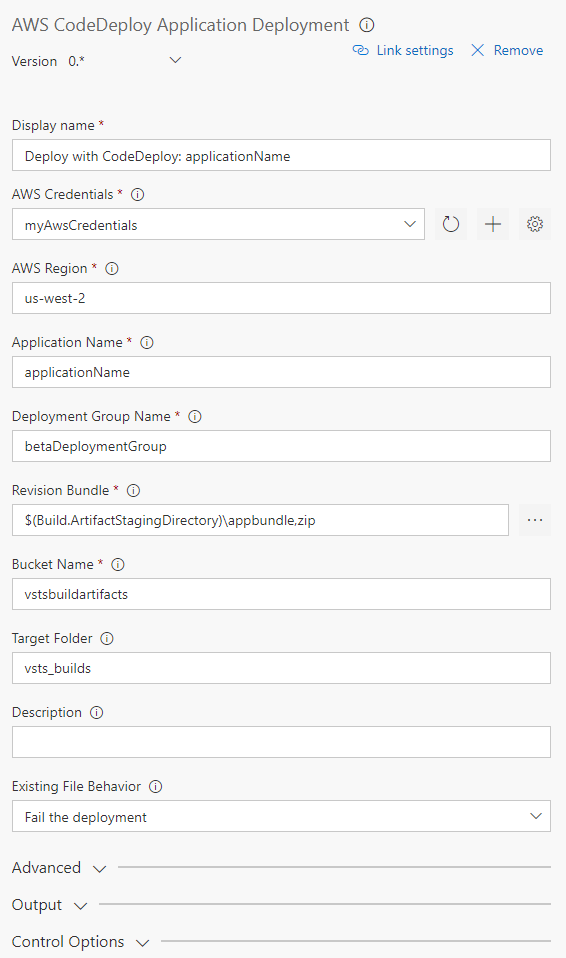 AWS CodeDeploy Application Deployment
Link settings Remove
Version 0.*
Display name *
Deploy with CodeDeploy: applicationName
AWS Credentials *
myAwsCredentials
AWS Region *
us-west-2
Application Name *
applicationName
Deployment Group Name *
betaDeploymentGroup
Revision Bundle *
$(Build.ArtifactStagingDirectory)\appbundle,zip
Bucket Name *
vstsbuildartifacts
Target Folder
vsts_builds
Description
Existing File Behavior
Fail the deployment
Advanced
Output
Control Options